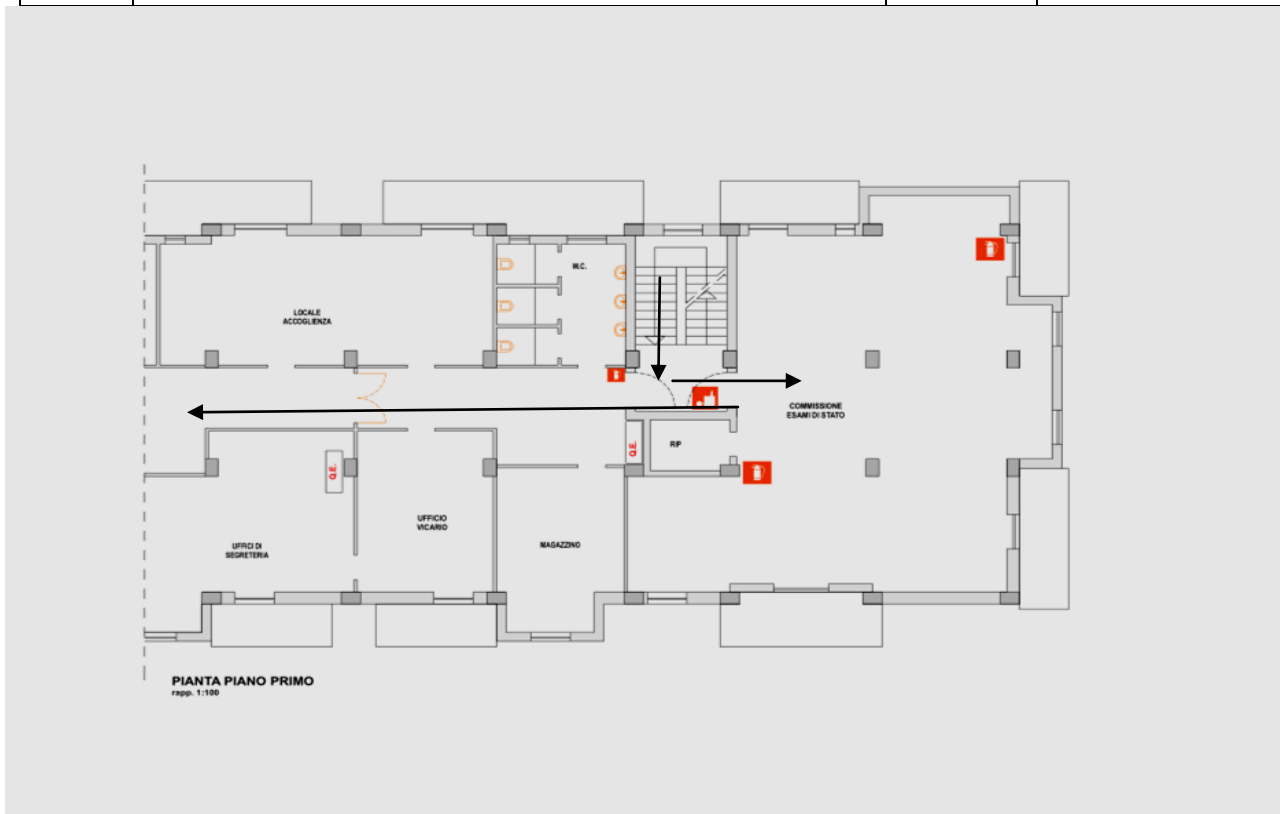 W.C.
LOCALE
ACCOGLIENZA
COMMISSIONE
ESAMI DI STATO
RIP
Q.E.
Q.E.
UFFICIO
VICARIO
UFFICI DI
SEGRETERIA
MAGAZZINO
PIANTA PIANO PRIMO
rapp. 1:100